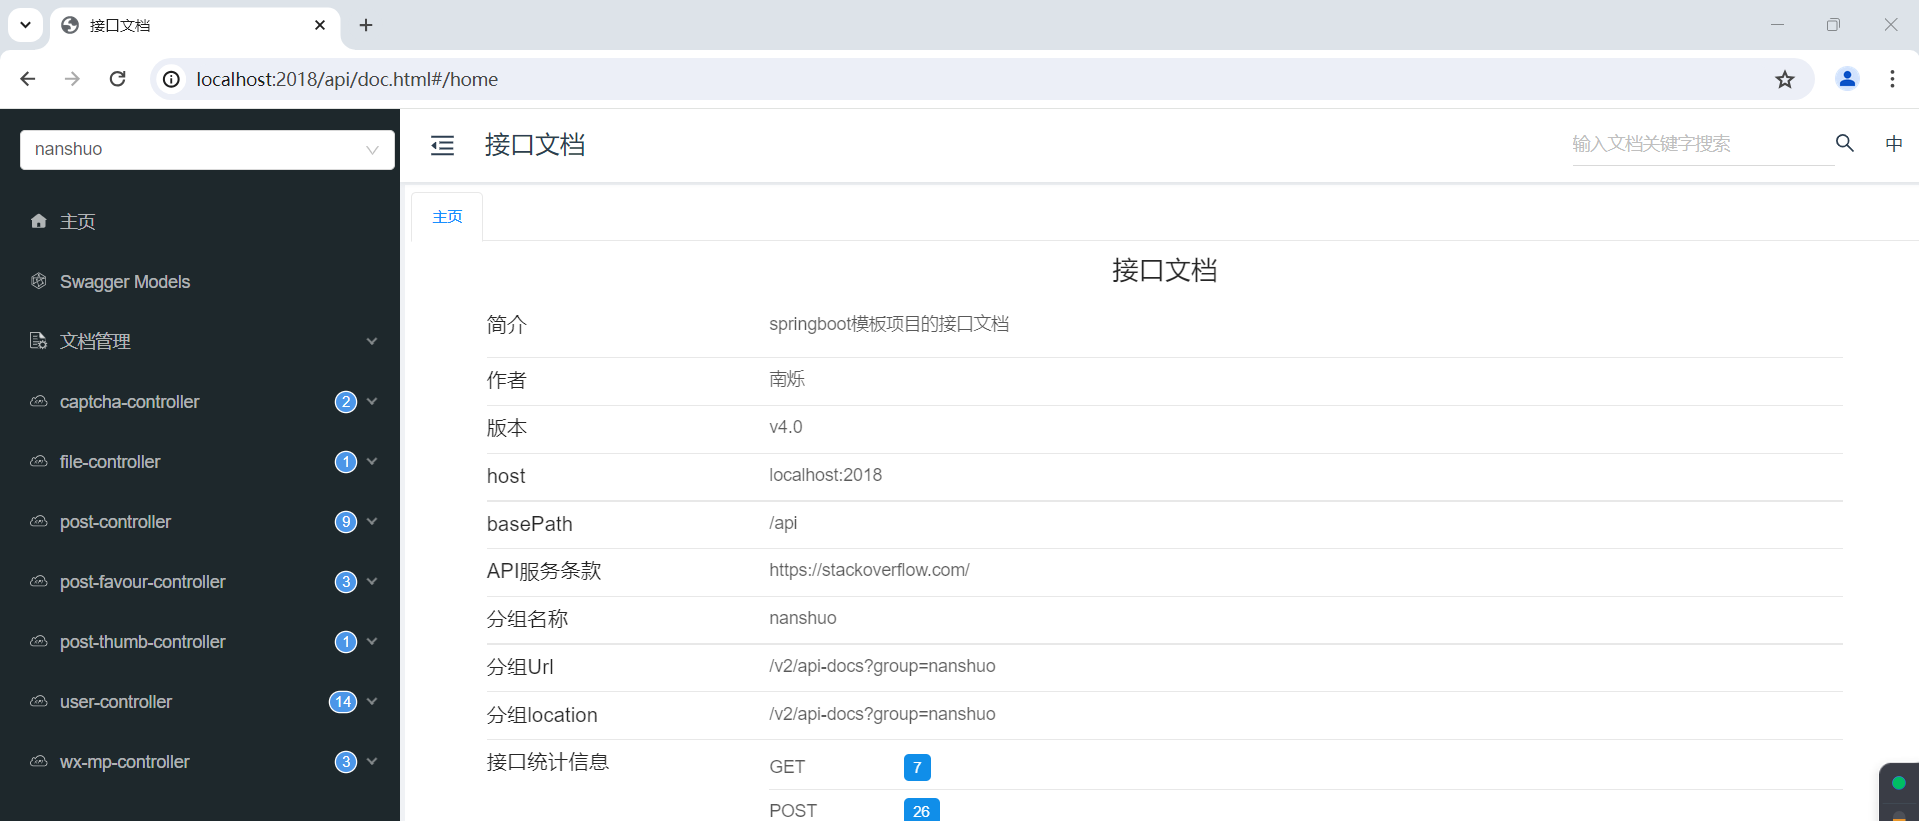 接口文档
localhost:2018/api/doc.html#/home
nanshuo
接口文档
输入文档关键字搜索
中
主页
Swagger Models
文档管理
captcha-controller 2
file-controller 1
post-controller 9
post-favour-controller 3
post-thumb-controller 1
user-controller 14
wx-mp-controller 3
主页
接口文档
简介 springboot模板项目的接口文档
作者 南烁
版本 v4.0
host localhost:2018
basePath /api
API服务条款 https://stackoverflow.com/
分组名称 nanshuo
分组Url /v2/api-docs?group=nanshuo
分组location /v2/api-docs?group=nanshuo
接口统计信息 GET 7
POST 26